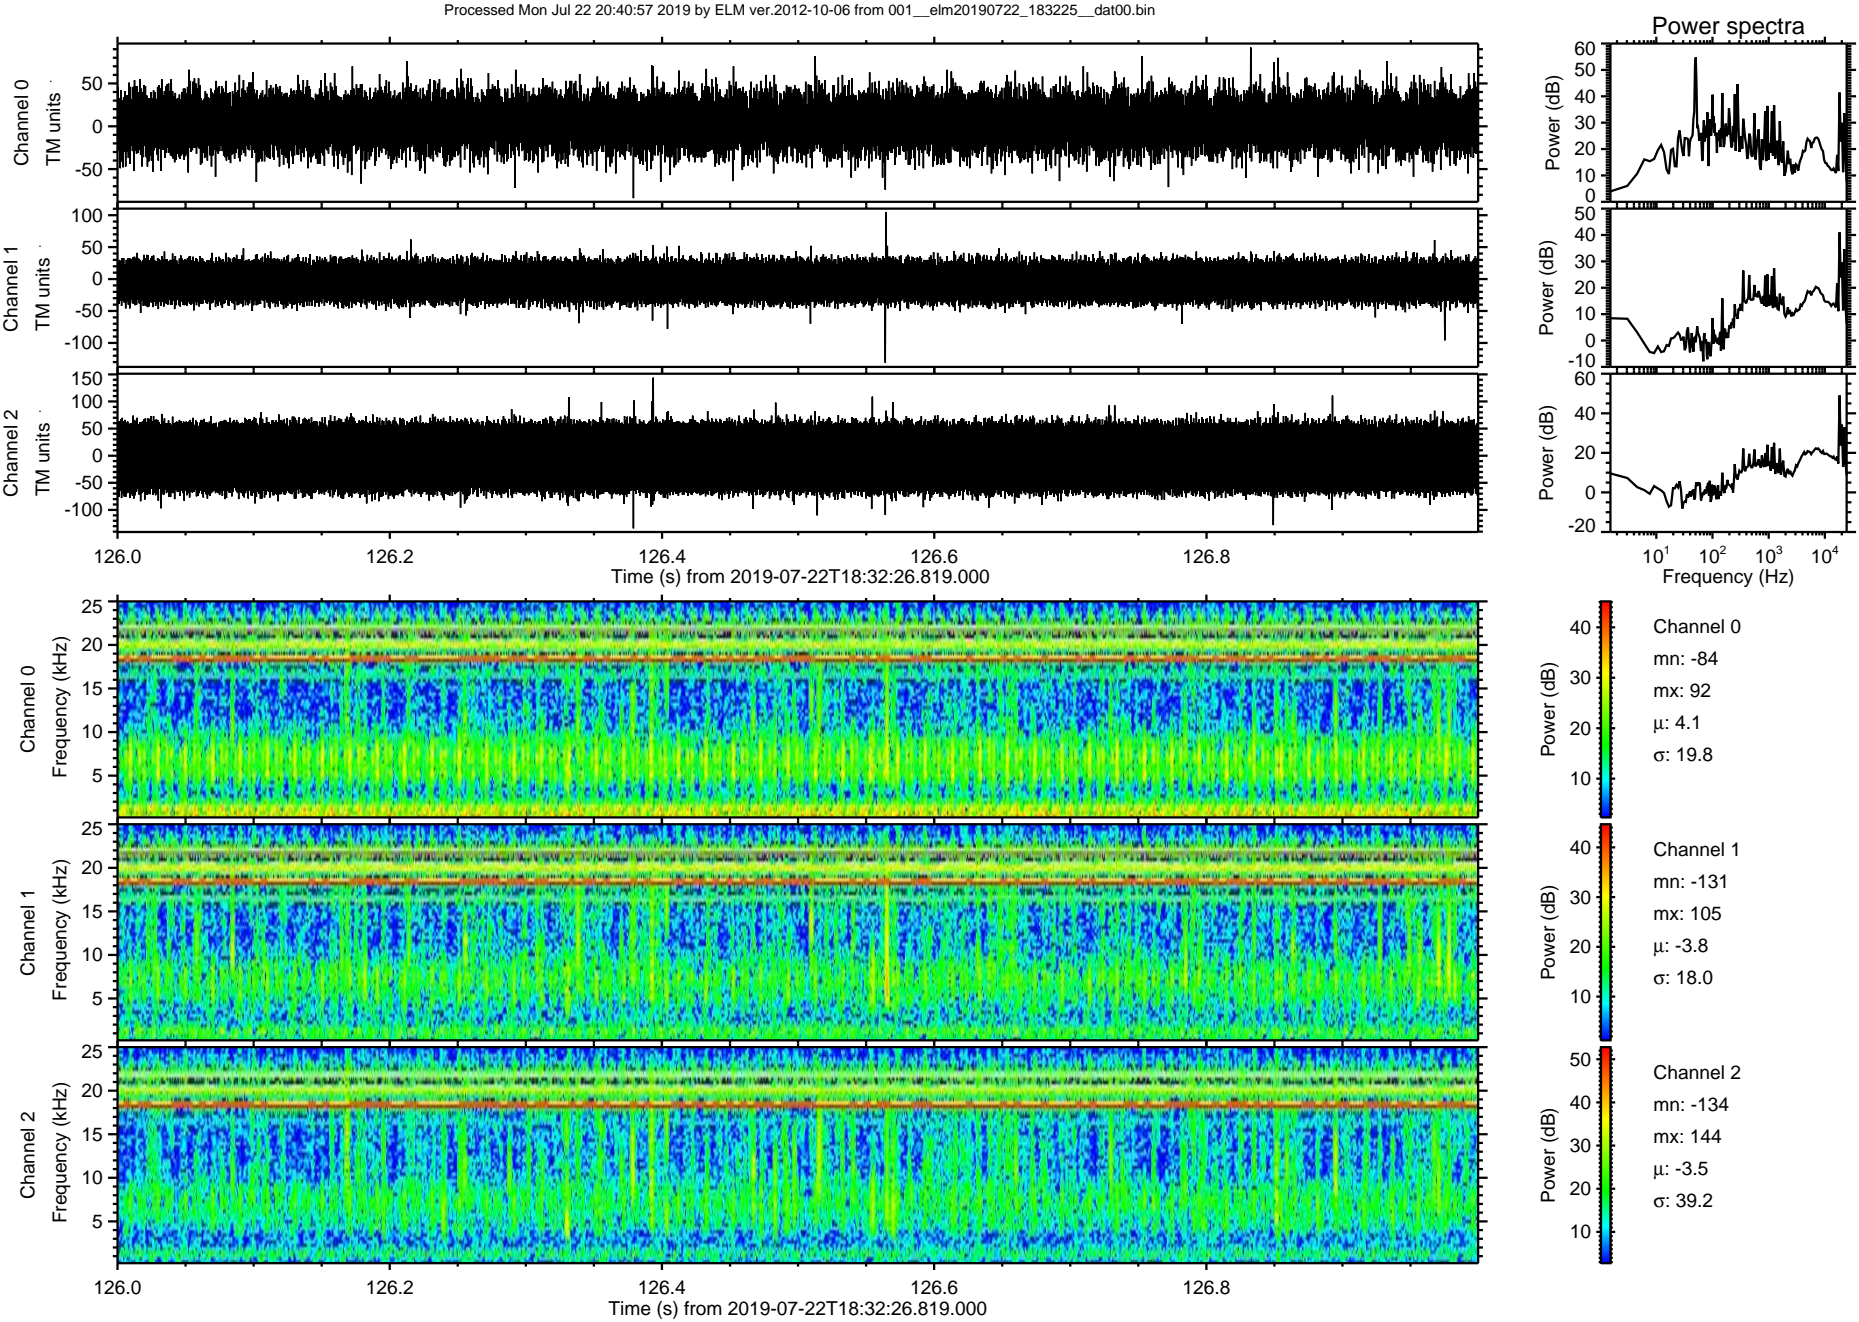 Processed Mon Jul 22 20:40:57 2019 by ELM ver.2012-10-06 from 001__elm20190722_183225__dat00.bin
Power spectra
Channel 0
TM units
50
0
-50
Power (dB)
60
50
40
30
20
10
0
Channel 1
TM units
100
50
0
-50
-100
Power (dB)
50
40
30
20
10
0
-10
Channel 2
TM units
150
100
50
0
-50
-100
Power (dB)
60
40
20
0
-20
126.0 126.2 126.4 126.6 126.8
Time (s) from 2019-07-22T18:32:26.819.000
10¹ 10² 10³ 10⁴
Frequency (Hz)
Channel 0
Frequency (kHz)
25
20
15
10
5
Power (dB)
40
30
20
10
Channel 0
mn: -84
mx: 92
µ: 4.1
σ: 19.8
Channel 1
Frequency (kHz)
25
20
15
10
5
Power (dB)
40
30
20
10
Channel 1
mn: -131
mx: 105
µ: -3.8
σ: 18.0
Channel 2
Frequency (kHz)
25
20
15
10
5
Power (dB)
50
40
30
20
10
Channel 2
mn: -134
mx: 144
µ: -3.5
σ: 39.2
126.0 126.2 126.4 126.6 126.8
Time (s) from 2019-07-22T18:32:26.819.000